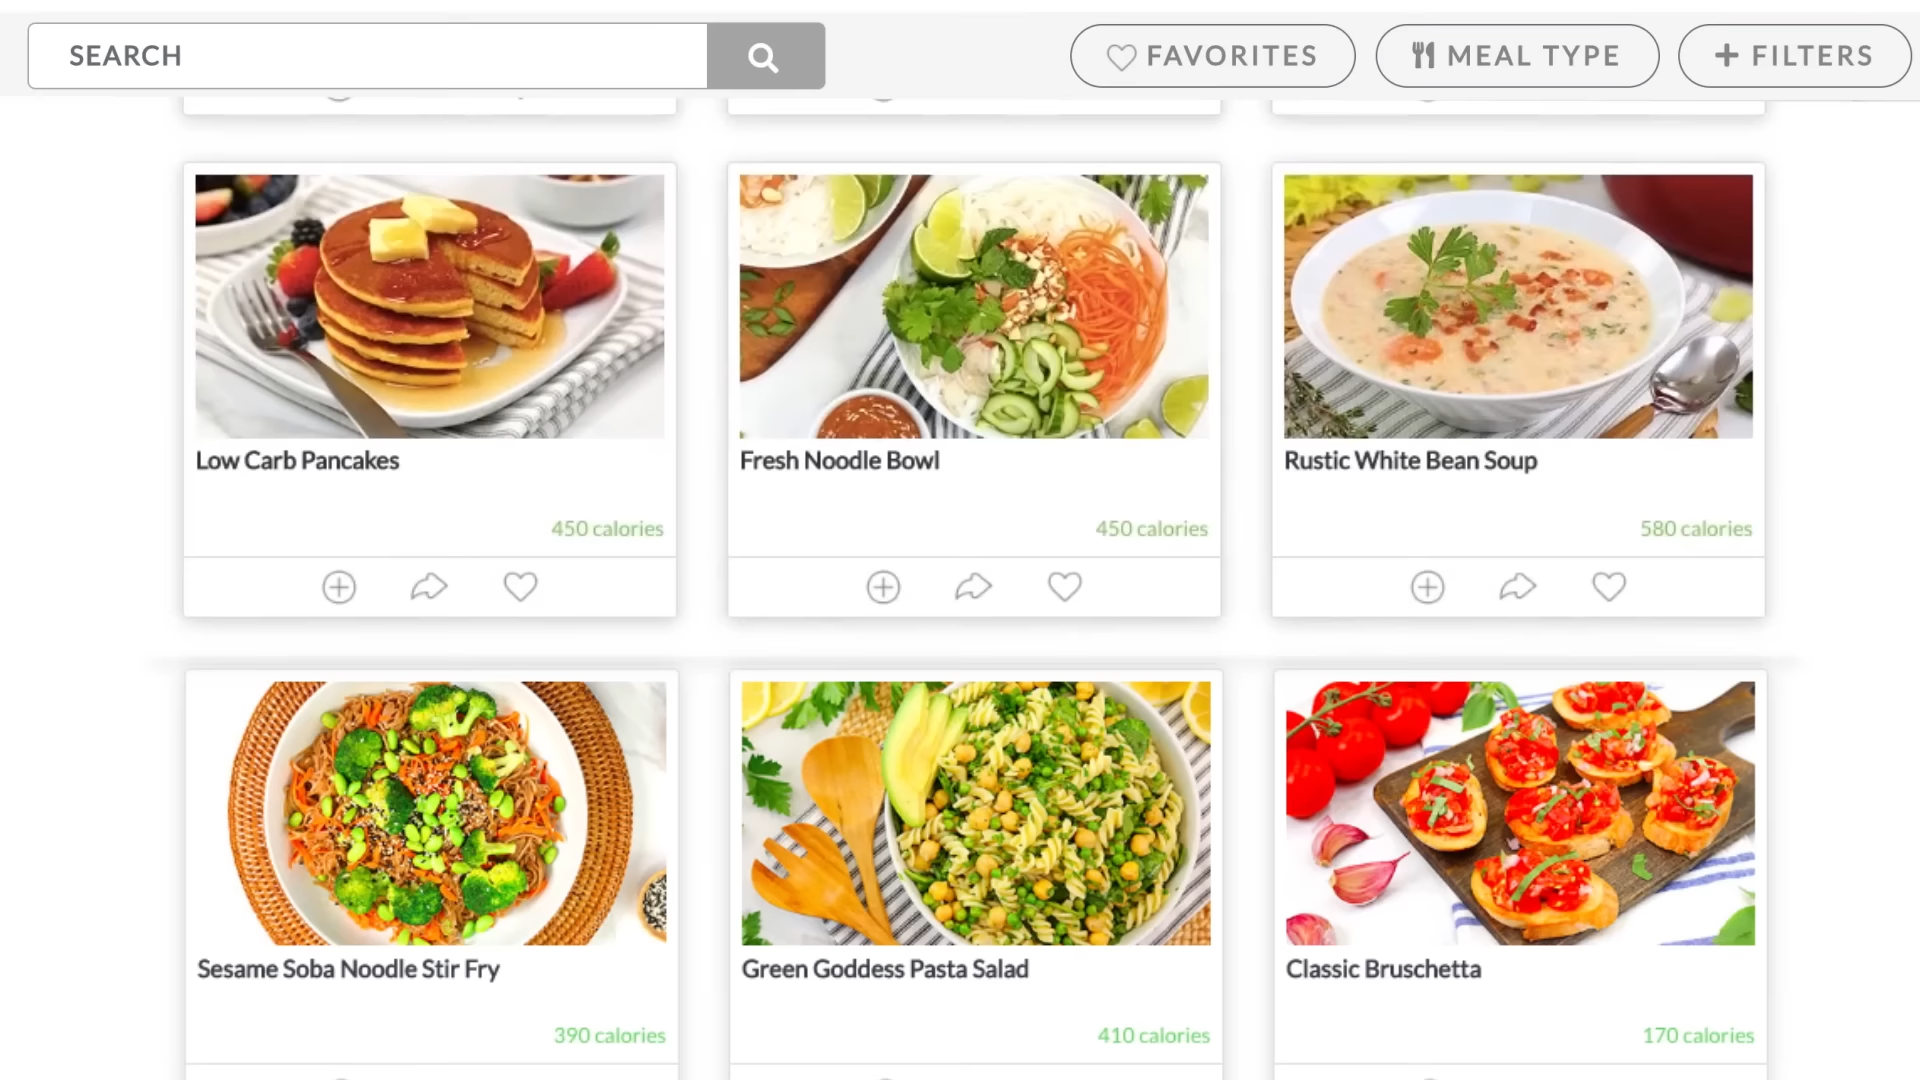 SEARCH
FAVORITES
MEAL TYPE
FILTERS
Low Carb Pancakes
450 calories
Fresh Noodle Bowl
450 calories
Rustic White Bean Soup
580 calories
Sesame Soba Noodle Stir Fry
390 calories
Green Goddess Pasta Salad
410 calories
Classic Bruschetta
170 calories